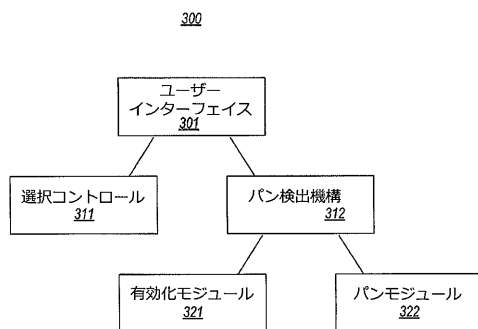 300
ユーザー
インターフェイス
301
選択コントロール
311
パン検出機構
312
有効化モジュール
321
パンモジュール
322